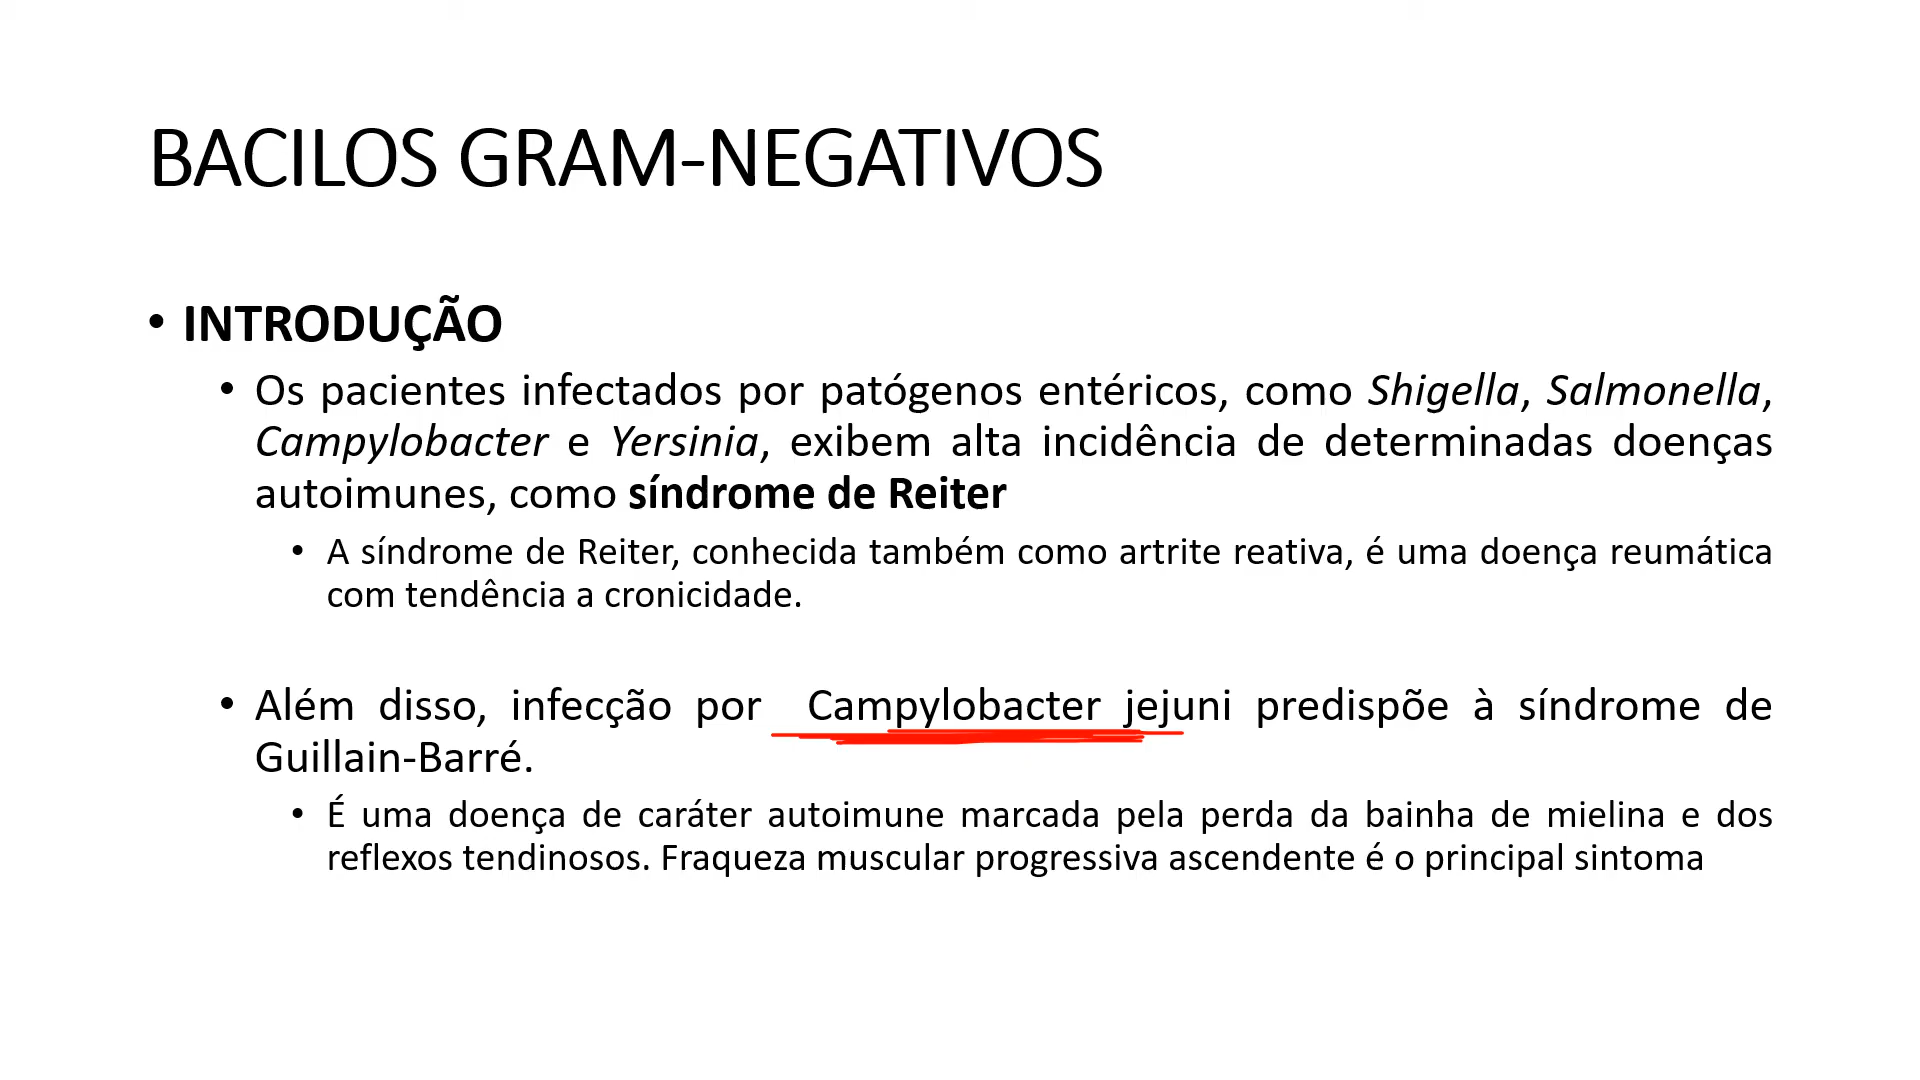 BACILOS GRAM-NEGATIVOS
• INTRODUÇÃO
• Os pacientes infectados por patógenos entéricos, como Shigella, Salmonella,
Campylobacter e Yersinia, exibem alta incidência de determinadas doenças
autoimunes, como síndrome de Reiter
• A síndrome de Reiter, conhecida também como artrite reativa, é uma doença reumática
com tendência a cronicidade.
• Além disso, infecção por Campylobacter jejuni predispõe à síndrome de
Guillain-Barré.
• É uma doença de caráter autoimune marcada pela perda da bainha de mielina e dos
reflexos tendinosos. Fraqueza muscular progressiva ascendente é o principal sintoma